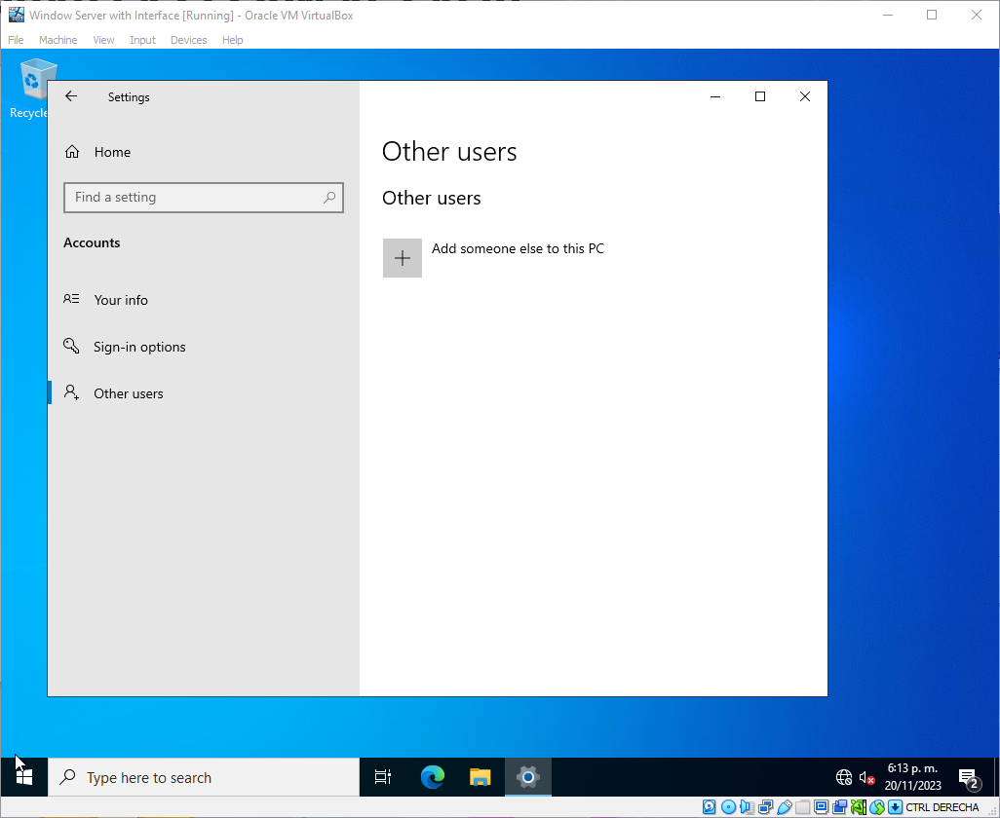 Window Server with Interface [Running] - Oracle VM VirtualBox
File Machine View Input Devices Help
Recycle
Settings
Home
Find a setting
Accounts
Your info
Sign-in options
Other users
Other users
Other users
Add someone else to this PC
Type here to search
6:13 p. m.
20/11/2023
2
CTRL DERECHA